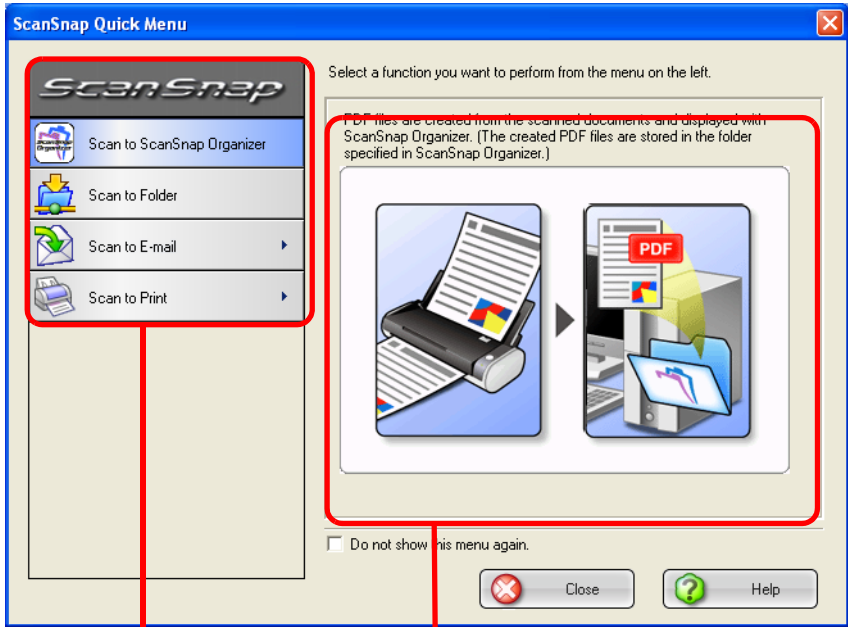 ScanSnap Quick Menu
ScanSnap
Scan to ScanSnap Organizer
Scan to Folder
Scan to E-mail
Scan to Print
Select a function you want to perform from the menu on the left.
PDF files are created from the scanned documents and displayed with
ScanSnap Organizer. (The created PDF files are stored in the folder
specified in ScanSnap Organizer.)
PDF
Do not show this menu again.
Close
Help